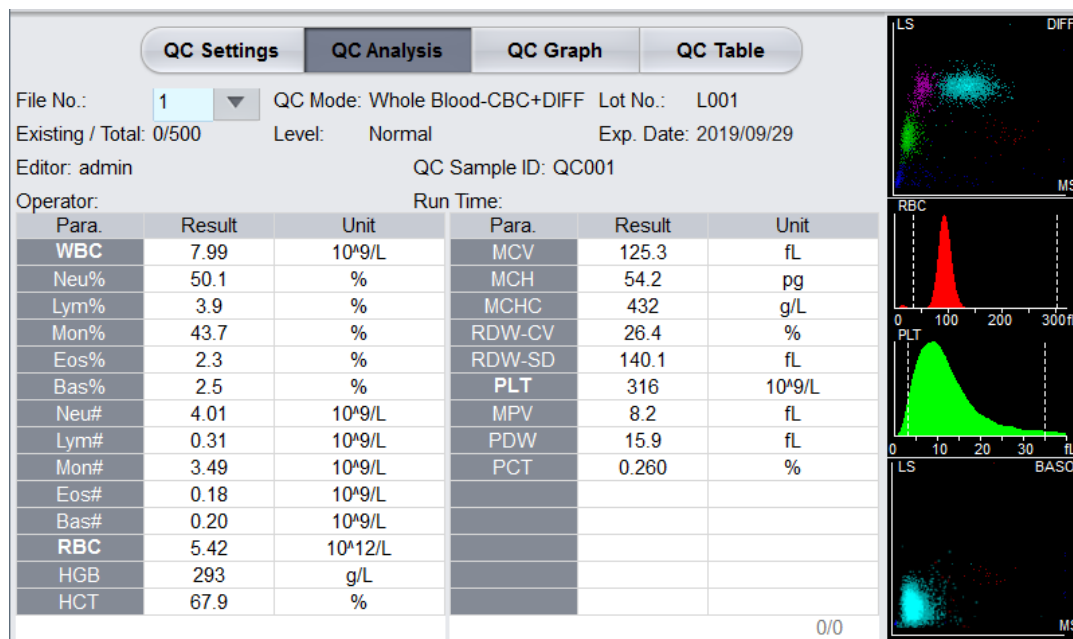 QC Settings QC Analysis QC Graph QC Table
File No.: 1 QC Mode: Whole Blood-CBC+DIFF Lot No.: L001
Existing / Total: 0/500 Level: Normal Exp. Date: 2019/09/29
Editor: admin QC Sample ID: QC001
Operator: Run Time:
Para. Result Unit Para. Result Unit
WBC 7.99 10^9/L MCV 125.3 fL
Neu% 50.1 % MCH 54.2 pg
Lym% 3.9 % MCHC 432 g/L
Mon% 43.7 % RDW-CV 26.4 %
Eos% 2.3 % RDW-SD 140.1 fL
Bas% 2.5 % PLT 316 10^9/L
Neu# 4.01 10^9/L MPV 8.2 fL
Lym# 0.31 10^9/L PDW 15.9 fL
Mon# 3.49 10^9/L PCT 0.260 %
Eos# 0.18 10^9/L
Bas# 0.20 10^9/L
RBC 5.42 10^12/L
HGB 293 g/L
HCT 67.9 %
0/0
LS DIFF
MS
RBC
0 100 200 300fl
PLT
0 10 20 30 fL
LS BASO
MS